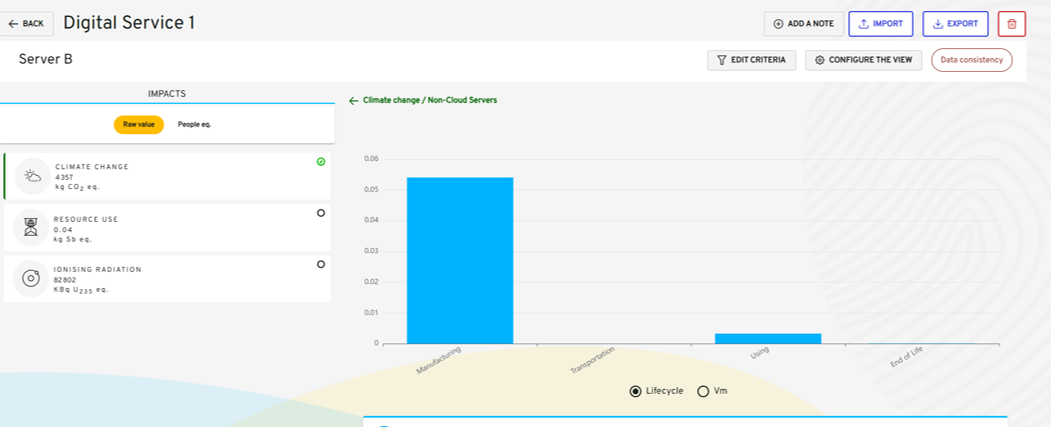 BACK
Digital Service 1
ADD A NOTE
IMPORT
EXPORT
Server B
EDIT CRITERIA
CONFIGURE THE VIEW
Data consistency
IMPACTS
Raw value
People eq.
CLIMATE CHANGE
4357
kg CO2 eq.
RESOURCE USE
0.04
kg Sb eq.
IONISING RADIATION
82802
KBq U235 eq.
Climate change / Non-Cloud Servers
0.06
0.05
0.04
0.03
0.02
0.01
0
Manufacturing
Transportation
Using
End of Life
Lifecycle
Vm